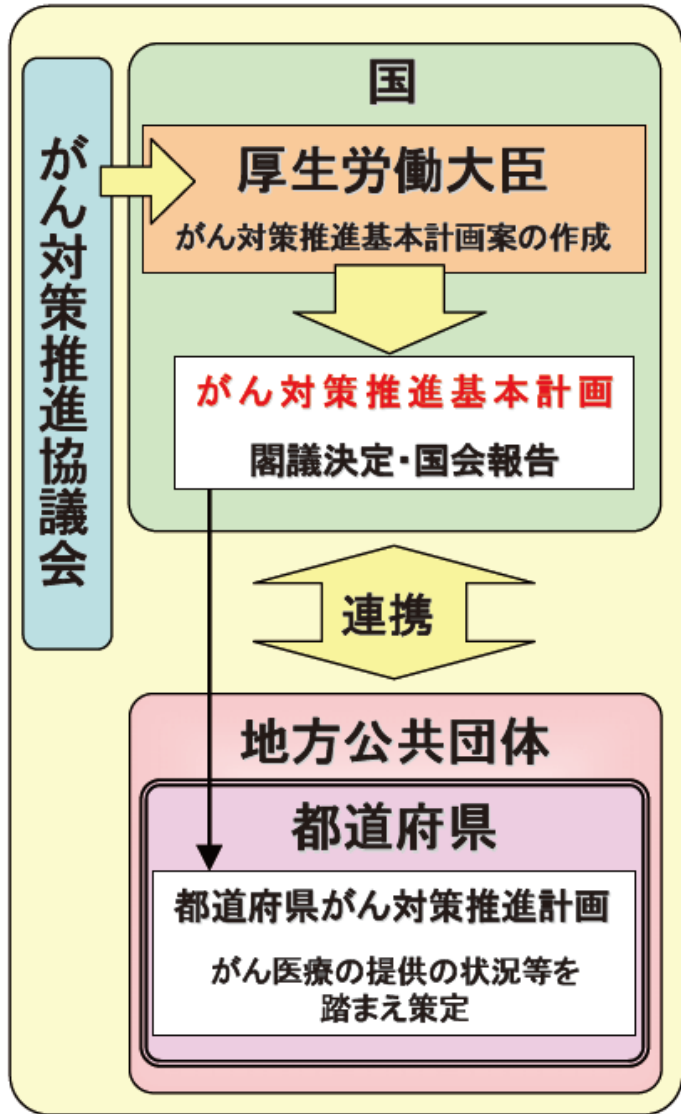 がん対策推進協議会
国
厚生労働大臣
がん対策推進基本計画案の作成
がん対策推進基本計画
閣議決定・国会報告
連携
地方公共団体
都道府県
都道府県がん対策推進計画
がん医療の提供の状況等を
踏まえ策定